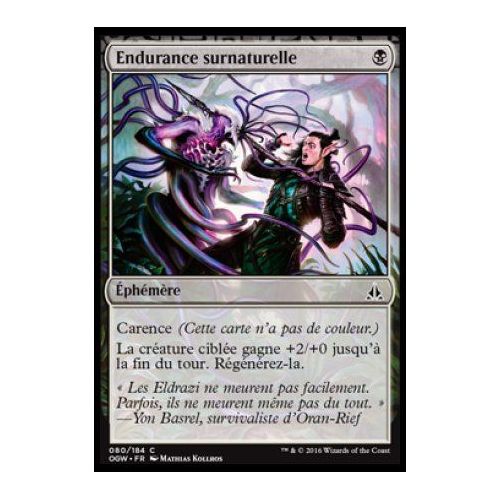 Endurance surnaturelle
Éphémère
Carence (Cette carte n'a pas de couleur.)
La créature ciblée gagne +2/+0 jusqu'à
la fin du tour. Régénérez-la.
« Les Eldrazi ne meurent pas facilement.
Parfois, ils ne meurent même pas du tout. »
—Yon Basrel, survivaliste d'Oran-Rief
080/184 C
OGW • FR Mathias Kollros
™ & © 2016 Wizards of the Coast